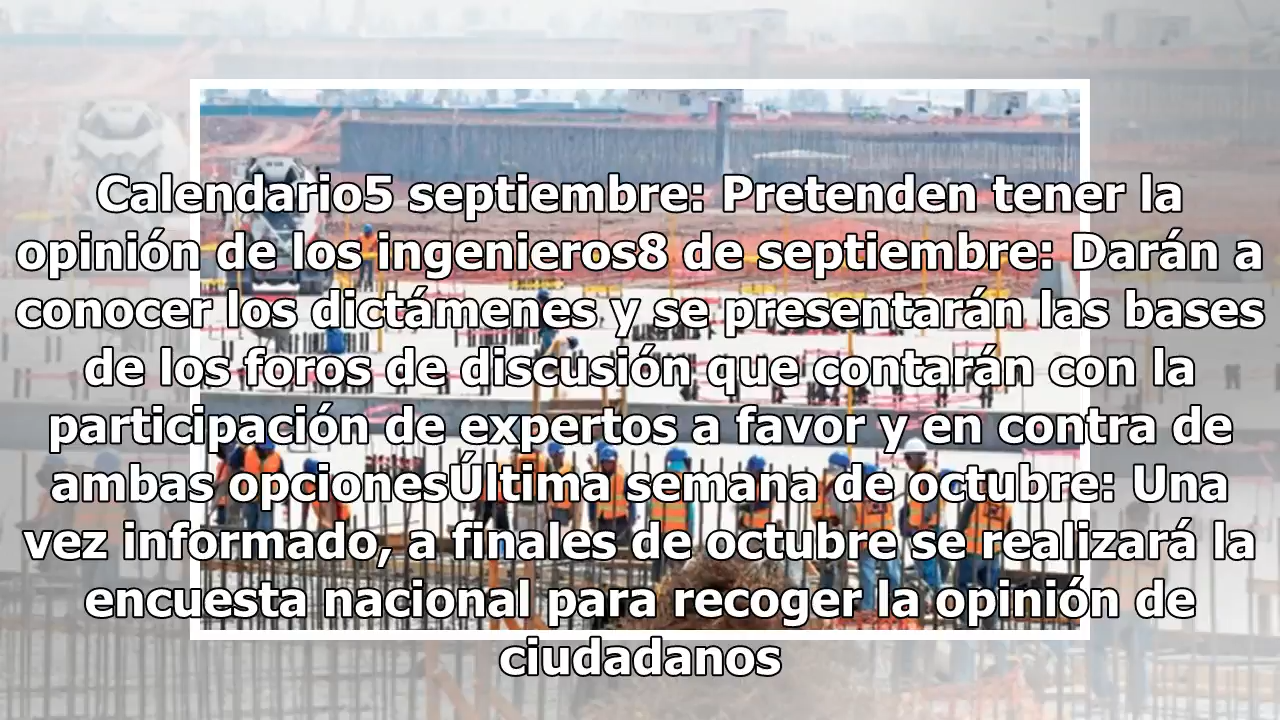 Calendario5 septiembre: Pretenden tener la
opinión de los ingenieros8 de septiembre: Darán a
conocer los dictámenes y se presentarán las bases
de los foros de discusión que contarán con la
participación de expertos a favor y en contra de
ambas opcionesÚltima semana de octubre: Una
vez informado, a finales de octubre se realizará la
encuesta nacional para recoger la opinión de
ciudadanos